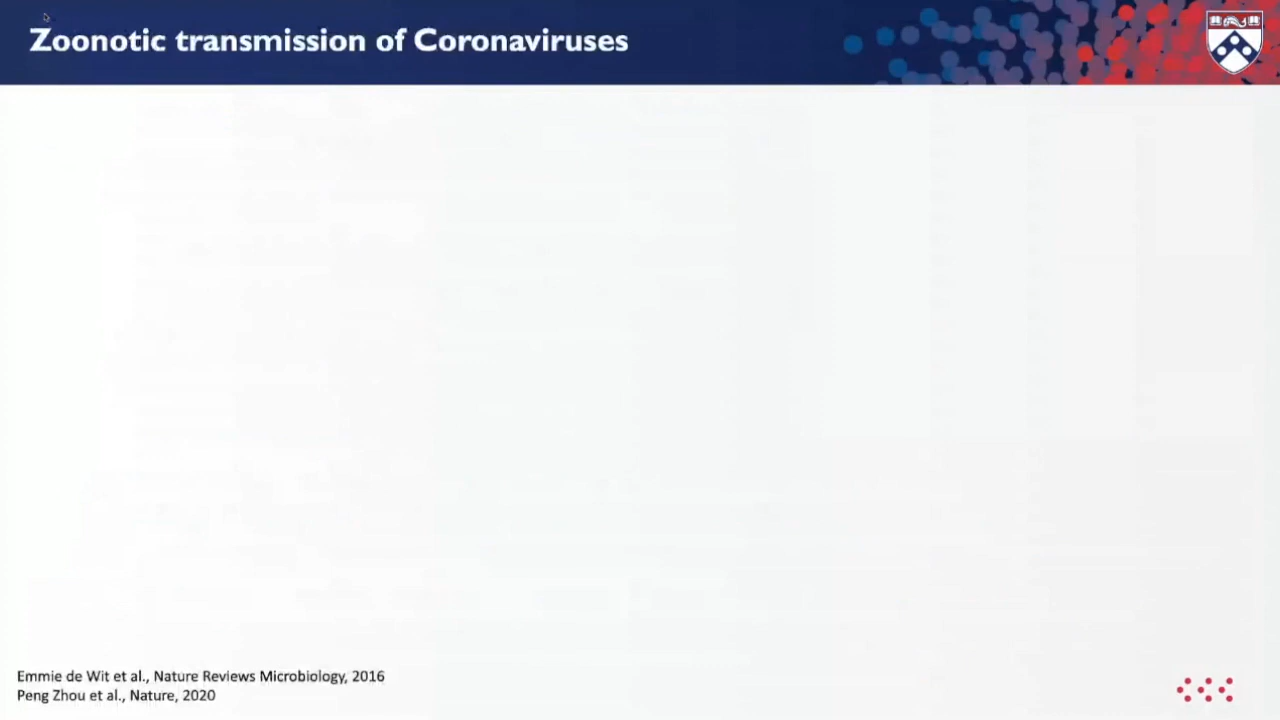 Zoonotic transmission of Coronaviruses
Emmie de Wit et al., Nature Reviews Microbiology, 2016
Peng Zhou et al., Nature, 2020